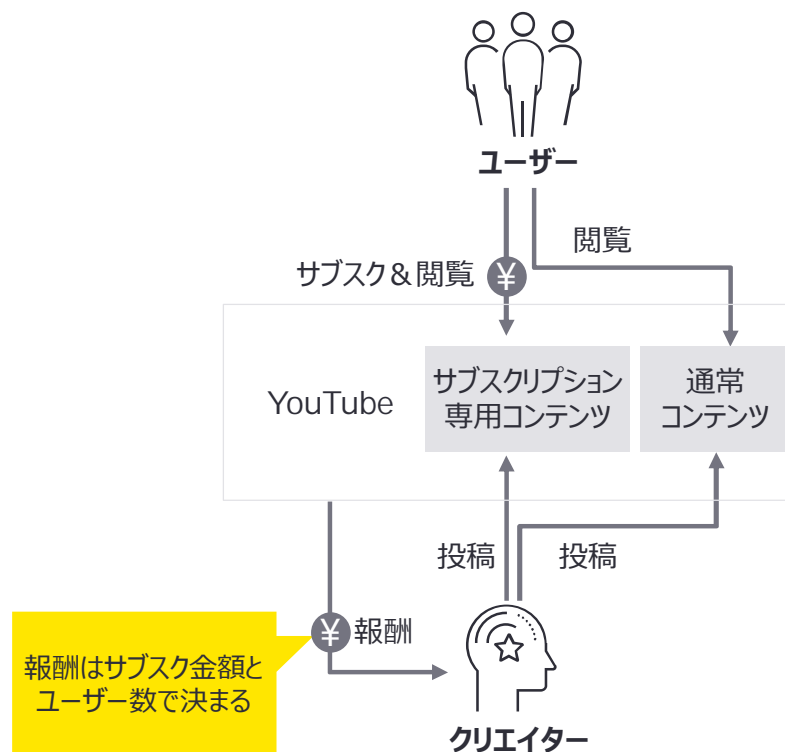 ユーザー
閲覧
サブスク＆閲覧
¥
YouTube
サブスクリプション
専用コンテンツ
通常
コンテンツ
投稿
投稿
¥
報酬
報酬はサブスク金額と
ユーザー数で決まる
クリエイター